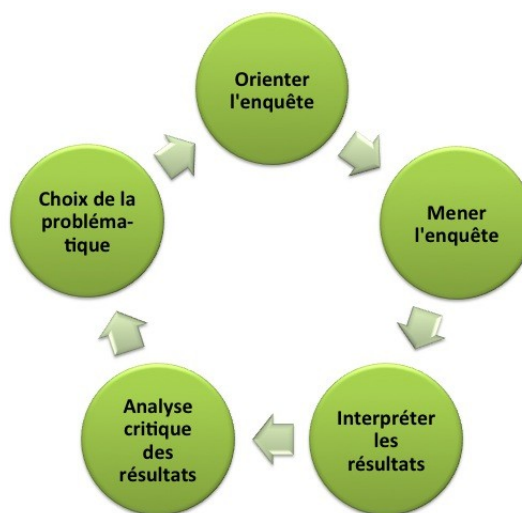 Orienter
l'enquête
Mener
l'enquête
Interpréter
les
résultats
Analyse
critique
des
résultats
Choix de la
probléma-
tique